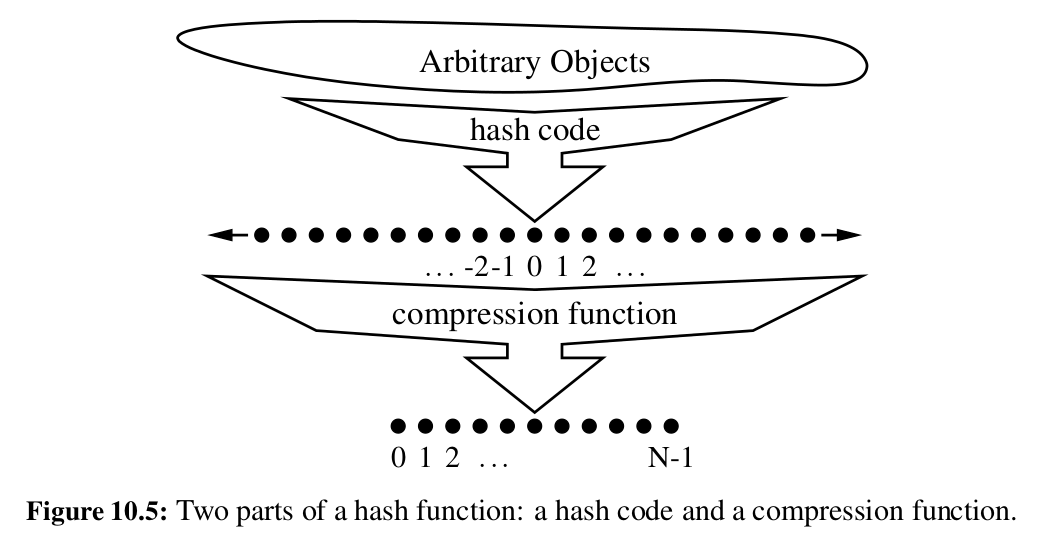 Arbitrary Objects
hash code
... -2 -1 0 1 2 ...
compression function
0 1 2 ... N-1
Figure 10.5: Two parts of a hash function: a hash code and a compression function.